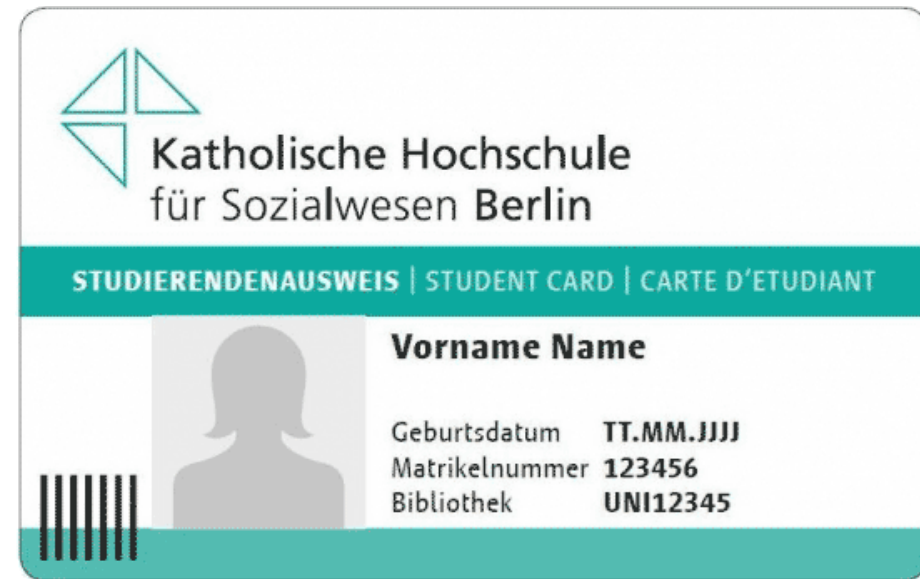 Katholische Hochschule
für Sozialwesen Berlin
STUDIERENDENAUSWEIS | STUDENT CARD | CARTE D'ETUDIANT
Vorname Name
Geburtsdatum TT.MM.JJJJ
Matrikelnummer 123456
Bibliothek UNI12345